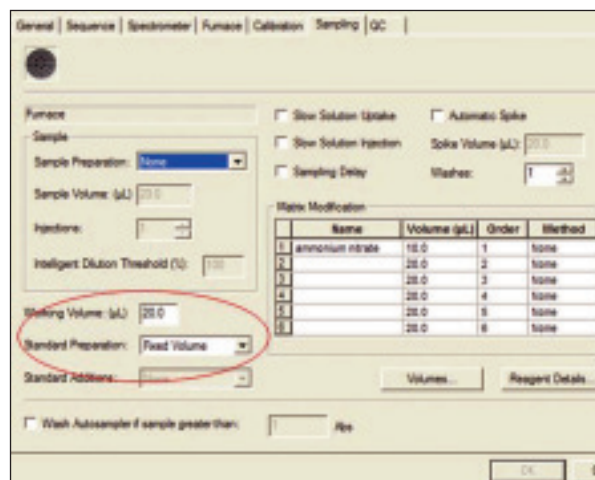 General Sequence Spectrometer Furnace Calibration Sampling QC
Furnace
Sample
Sample Preparation: None
Sample Volume: (µL) 20.0
Injections: 1
Intelligent Dilution Threshold (%): 100
Working Volume: (µL) 20.0
Standard Preparation: Fixed Volume
Standard Additions: None
Slow Solution Uptake
Slow Solution Injection
Sampling Delay
Automatic Spike
Spike Volume (µL): 20.0
Washes: 1
Matrix Modification
Name Volume (µL) Order Method
1 ammonium nitrate 10.0 1 None
2 20.0 2 None
3 20.0 3 None
4 20.0 4 None
5 20.0 5 None
6 20.0 6 None
Volumes... Reagent Details...
Wash Autosampler if sample greater than: 1 Abs
OK